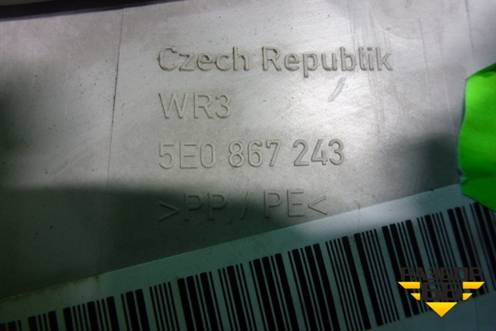 Czech Republik
WR3
5E0 867 243
>PP / PE<